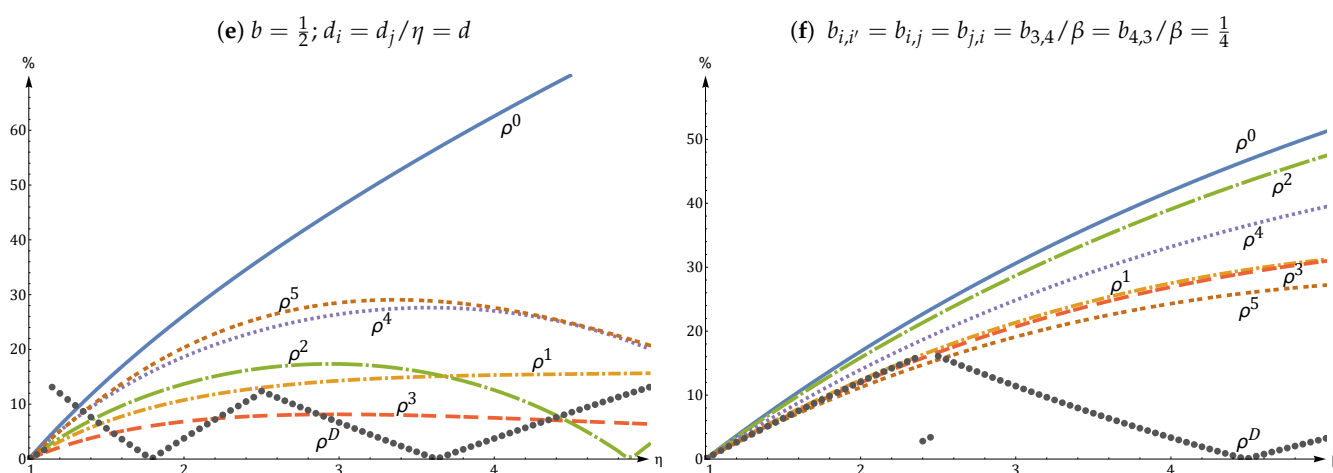 (e) b = 1/2; d_i = d_j/η = d
%
60
50
40
30
20
10
0
1
2
3
4
η
ρ^0
ρ^5
ρ^4
ρ^2
ρ^1
ρ^3
ρ^D
(f) b_{i,i′} = b_{i,j} = b_{j,i} = b_{3,4}/β = b_{4,3}/β = 1/4
%
50
40
30
20
10
0
1
2
3
4
ρ^0
ρ^2
ρ^4
ρ^1
ρ^3
ρ^5
ρ^D